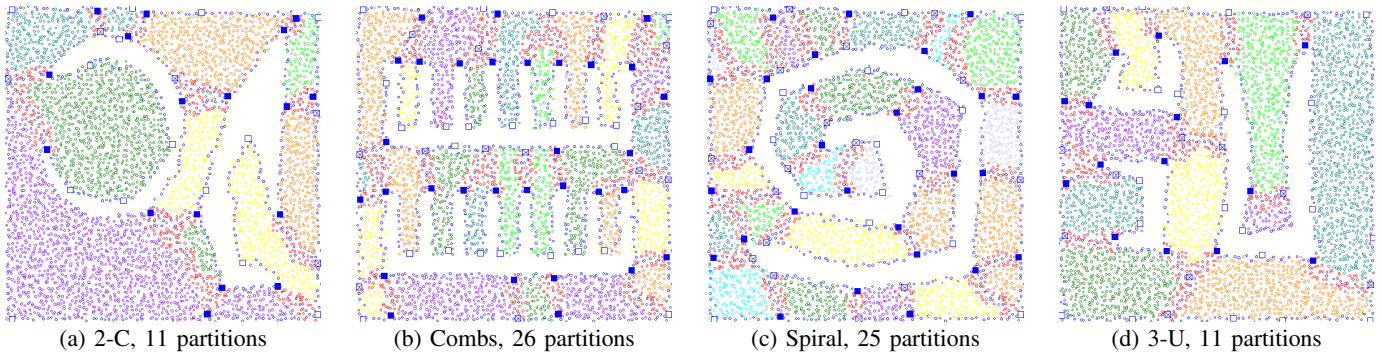 (a) 2-C, 11 partitions
(b) Combs, 26 partitions
(c) Spiral, 25 partitions
(d) 3-U, 11 partitions